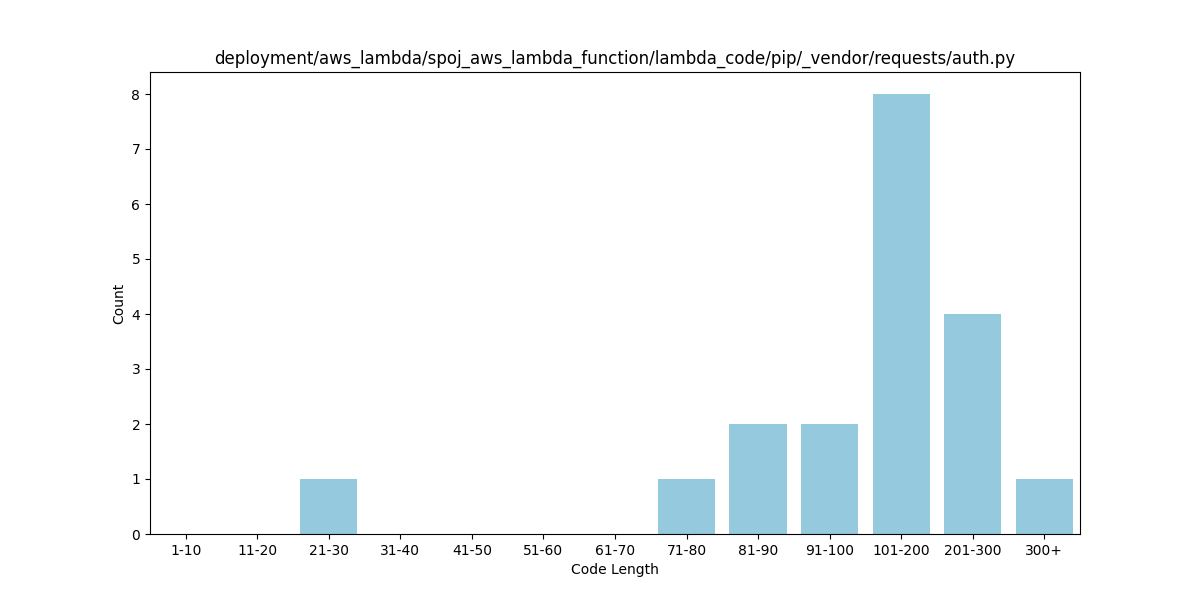 deployment/aws_lambda/spoj_aws_lambda_function/lambda_code/pip/_vendor/requests/auth.py
8
7
6
5
4
3
2
1
0
Count
1-10 11-20 21-30 31-40 41-50 51-60 61-70 71-80 81-90 91-100 101-200 201-300 300+
Code Length